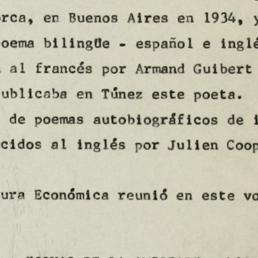 orca, en Buenos Aires en 1934, y
poema bilingüe - español e inglé
n al francés por Armand Guibert
ublicaba en Túnez este poeta.
de poemas autobiográficos de i
cidos al inglés por Julien Coop
ura Económica reunió en este vo